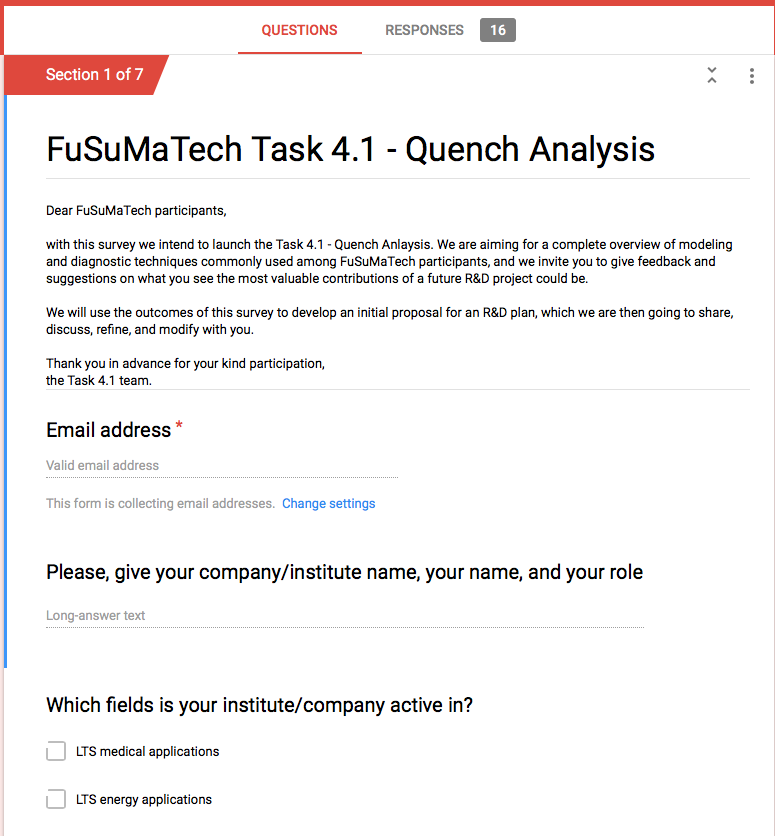 QUESTIONS RESPONSES 16
Section 1 of 7
FuSuMaTech Task 4.1 - Quench Analysis
Dear FuSuMaTech participants,
with this survey we intend to launch the Task 4.1 - Quench Anlaysis. We are aiming for a complete overview of modeling
and diagnostic techniques commonly used among FuSuMaTech participants, and we invite you to give feedback and
suggestions on what you see the most valuable contributions of a future R&D project could be.
We will use the outcomes of this survey to develop an initial proposal for an R&D plan, which we are then going to share,
discuss, refine, and modify with you.
Thank you in advance for your kind participation,
the Task 4.1 team.
Email address *
Valid email address
This form is collecting email addresses. Change settings
Please, give your company/institute name, your name, and your role
Long-answer text
Which fields is your institute/company active in?
LTS medical applications
LTS energy applications